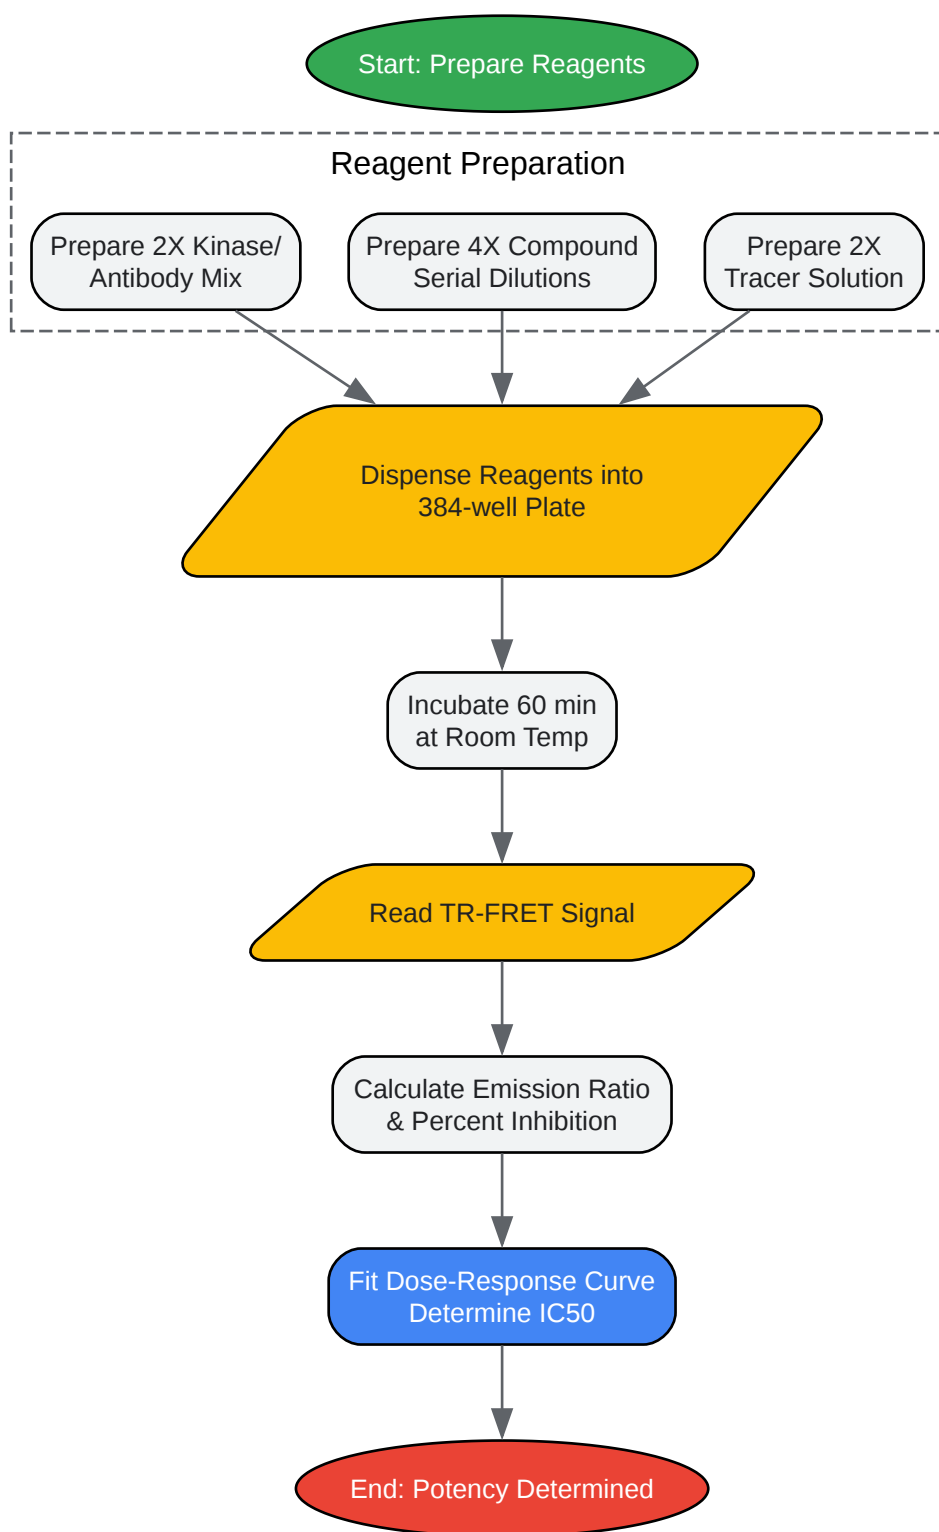 Start: Prepare Reagents
Reagent Preparation
Prepare 2X Kinase/
Antibody Mix
Prepare 4X Compound
Serial Dilutions
Prepare 2X
Tracer Solution
Dispense Reagents into
384-well Plate
Incubate 60 min
at Room Temp
Read TR-FRET Signal
Calculate Emission Ratio
& Percent Inhibition
Fit Dose-Response Curve
Determine IC50
End: Potency Determined